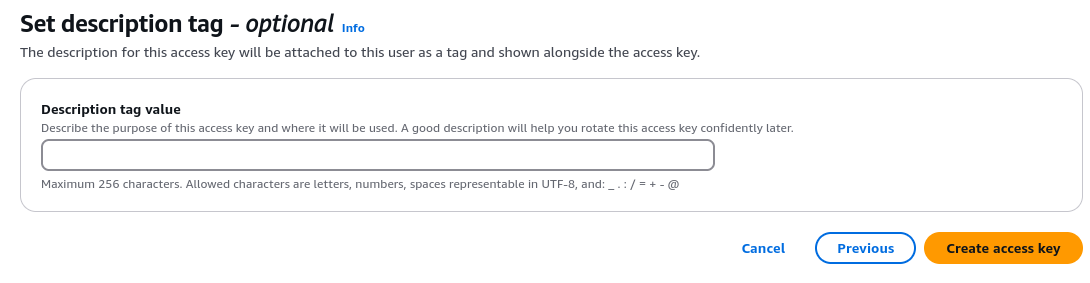 Set description tag – optional Info
The description for this access key will be attached to this user as a tag and shown alongside the access key.
Description tag value
Describe the purpose of this access key and where it will be used. A good description will help you rotate this access key confidently later.
Maximum 256 characters. Allowed characters are letters, numbers, spaces representable in UTF-8, and: _ . : / = + - @
Cancel Previous Create access key